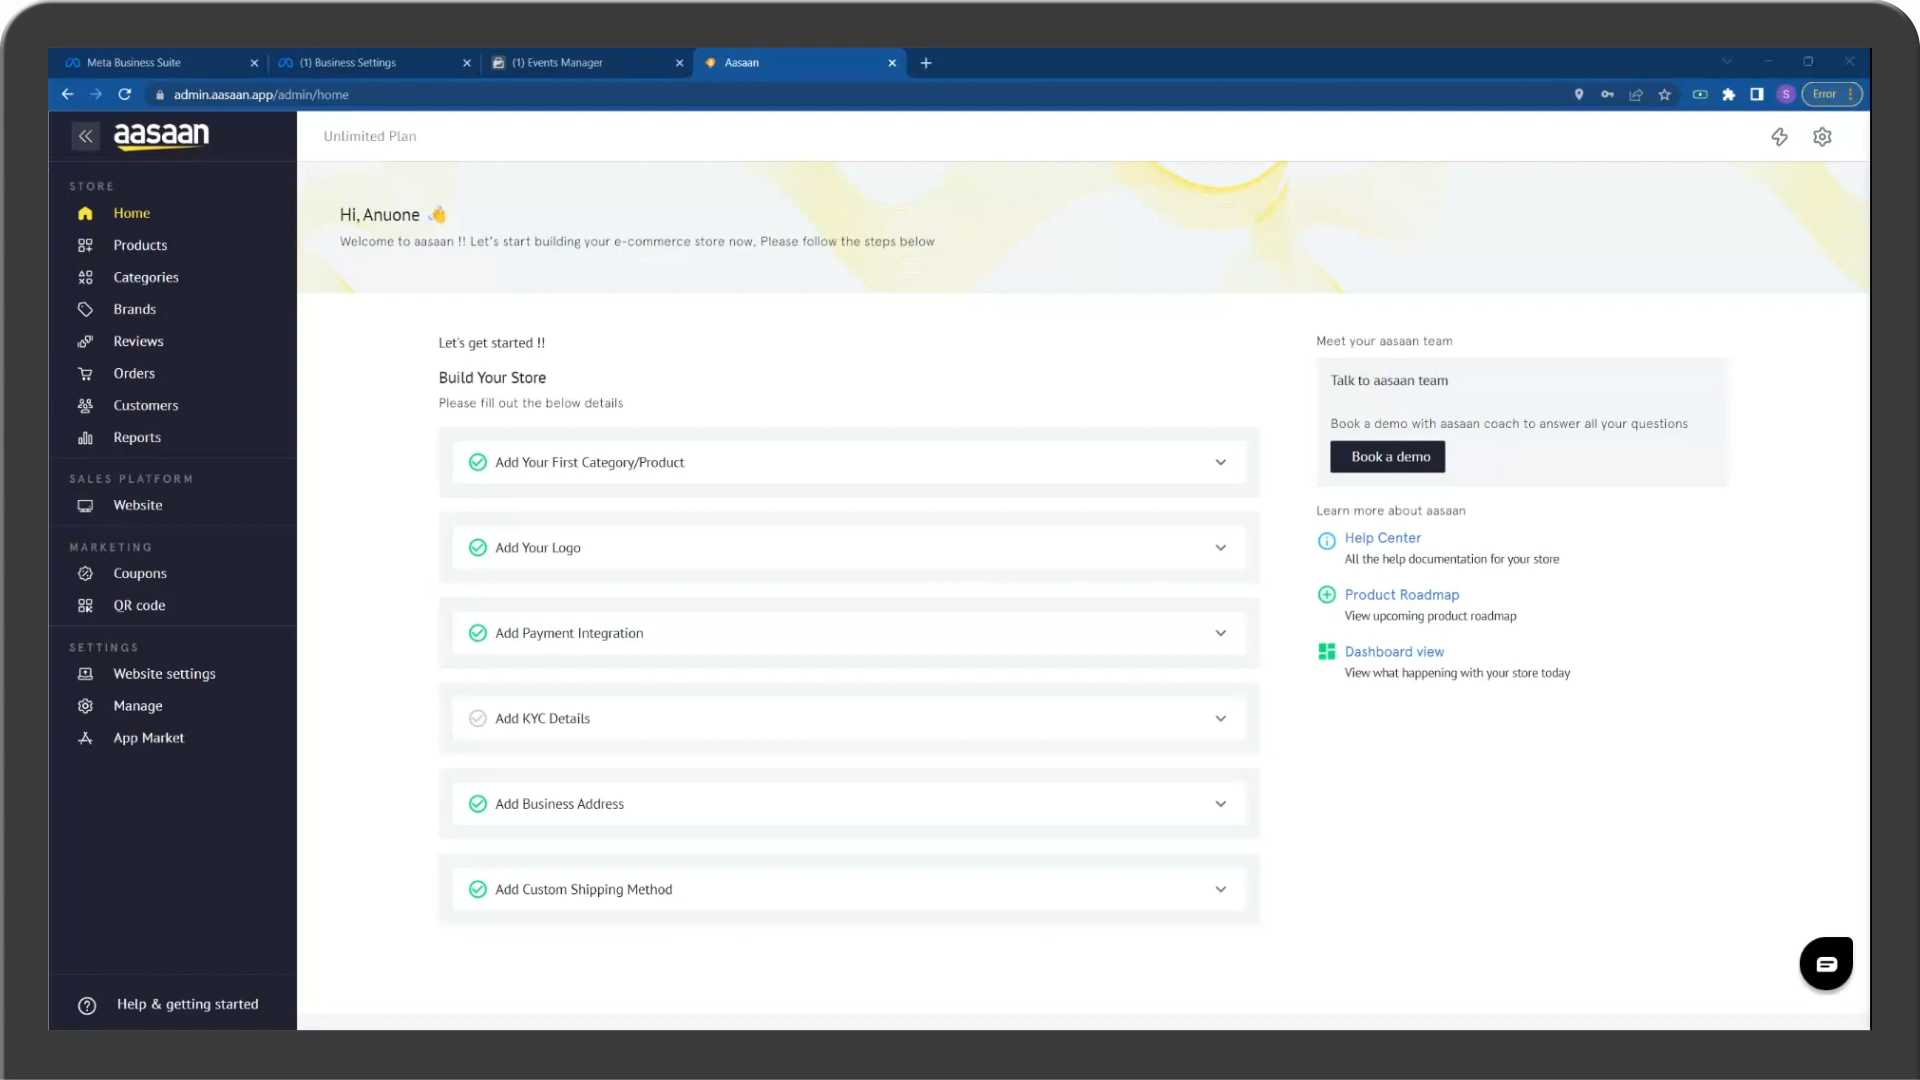 Meta Business Suite
(1) Business Settings
(1) Events Manager
Aasaan
admin.aasaan.app/admin/home
S
Error
aasaan
Unlimited Plan
STORE
Home
Products
Categories
Brands
Reviews
Orders
Customers
Reports
SALES PLATFORM
Website
MARKETING
Coupons
QR code
SETTINGS
Website settings
Manage
App Market
Help & getting started
Hi, Anuone
Welcome to aasaan !! Let's start building your e-commerce store now, Please follow the steps below
Let's get started !!
Build Your Store
Please fill out the below details
Add Your First Category/Product
Add Your Logo
Add Payment Integration
Add KYC Details
Add Business Address
Add Custom Shipping Method
Meet your aasaan team
Talk to aasaan team
Book a demo with aasaan coach to answer all your questions
Book a demo
Learn more about aasaan
Help Center
All the help documentation for your store
Product Roadmap
View upcoming product roadmap
Dashboard view
View what happening with your store today